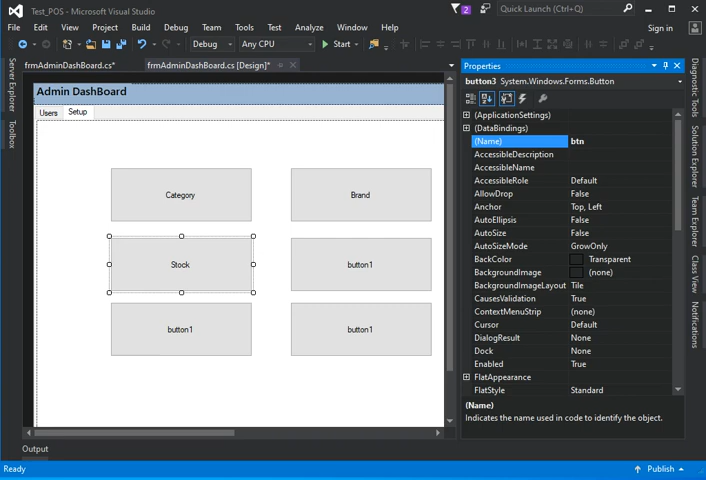 Test_POS - Microsoft Visual Studio
2
Quick Launch (Ctrl+Q)
File Edit View Project Build Debug Team Tools Test Analyze Window Help
Sign in
Debug Any CPU Start
frmAdminDashBoard.cs*
frmAdminDashBoard.cs [Design]*
Server Explorer
Toolbox
Admin DashBoard
Users Setup
Category
Brand
Stock
button1
button1
button1
Properties
button3 System.Windows.Forms.Button
(ApplicationSettings)
(DataBindings)
(Name) btn
AccessibleDescription
AccessibleName
AccessibleRole Default
AllowDrop False
Anchor Top, Left
AutoEllipsis False
AutoSize False
AutoSizeMode GrowOnly
BackColor Transparent
BackgroundImage (none)
BackgroundImageLayout Tile
CausesValidation True
ContextMenuStrip (none)
Cursor Default
DialogResult None
Dock None
Enabled True
FlatAppearance
FlatStyle Standard
(Name)
Indicates the name used in code to identify the object.
Diagnostic Tools
Solution Explorer
Team Explorer
Class View
Notifications
Output
Ready
Publish